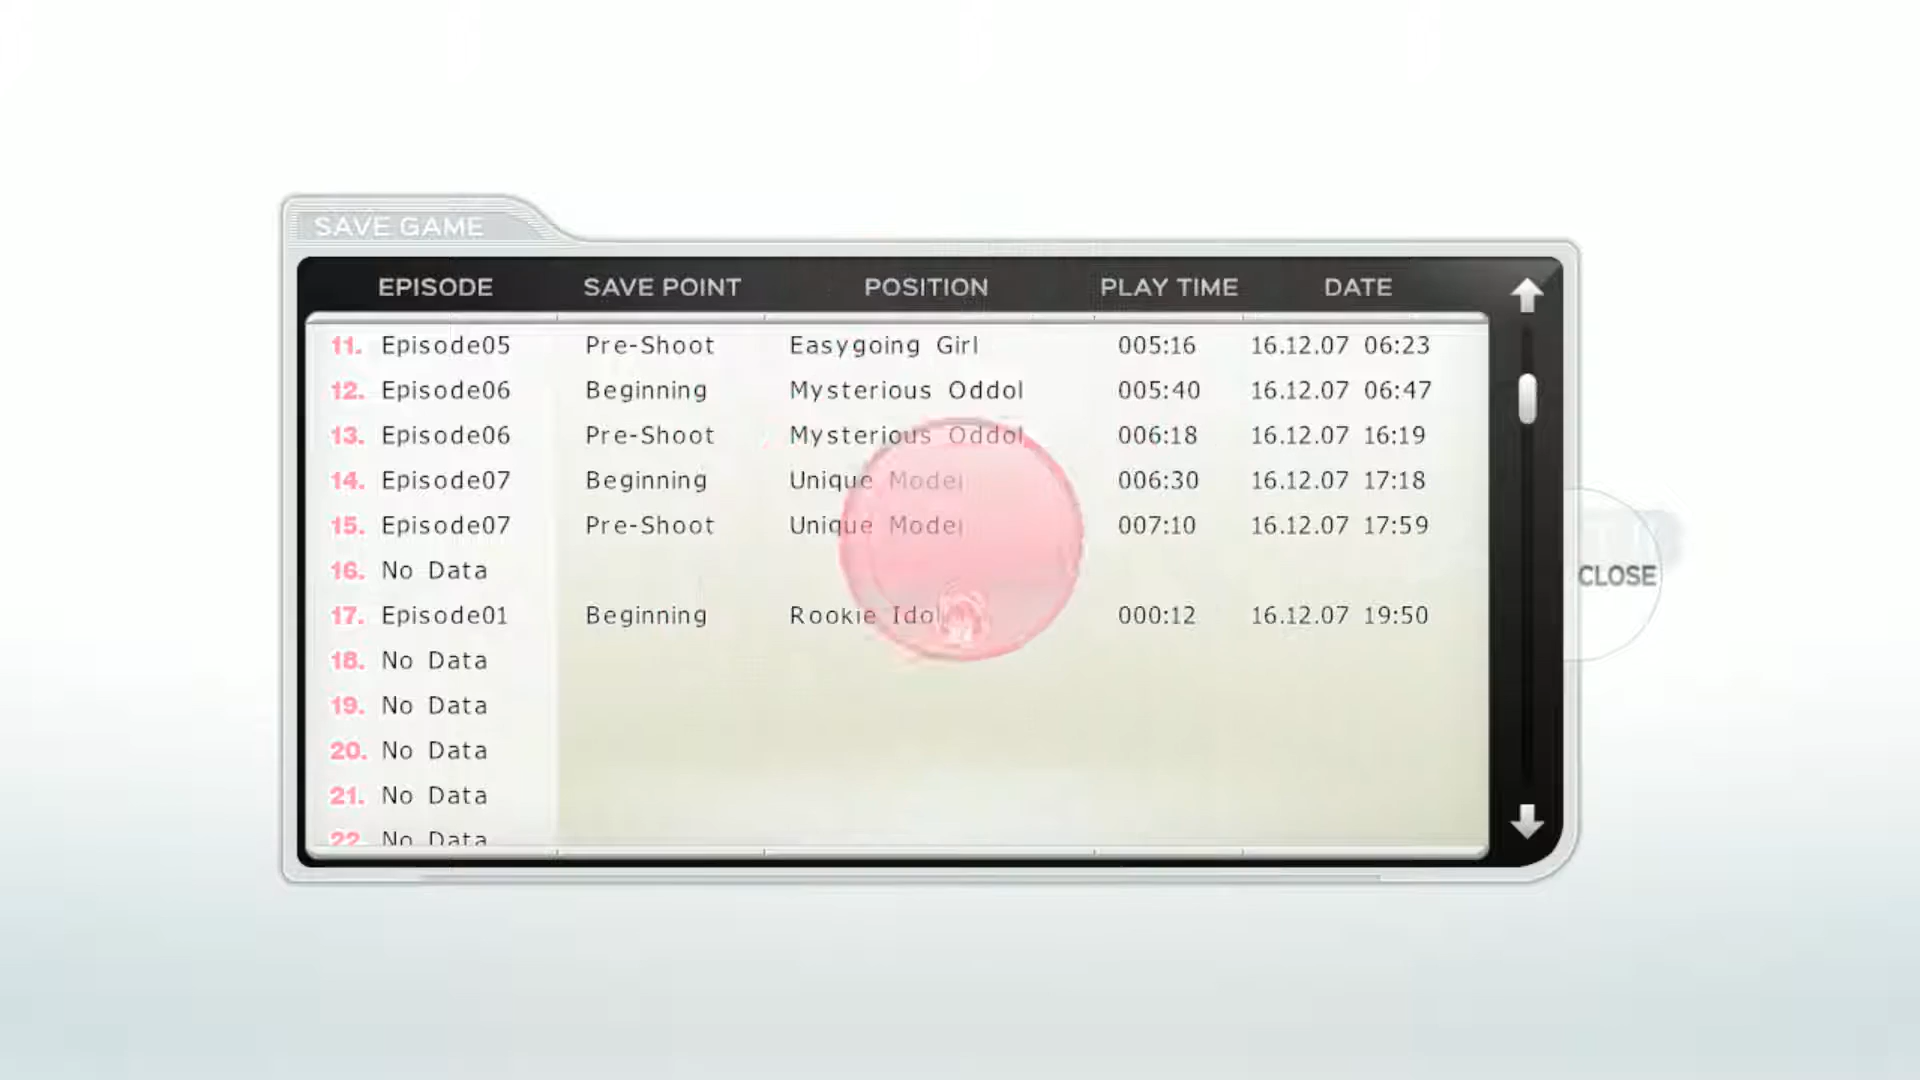 SAVE GAME
EPISODE SAVE POINT POSITION PLAY TIME DATE
11. Episode05 Pre-Shoot Easygoing Girl 005:16 16.12.07 06:23
12. Episode06 Beginning Mysterious Oddol 005:40 16.12.07 06:47
13. Episode06 Pre-Shoot Mysterious Oddol 006:18 16.12.07 16:19
14. Episode07 Beginning Unique Model 006:30 16.12.07 17:18
15. Episode07 Pre-Shoot Unique Model 007:10 16.12.07 17:59
16. No Data
CLOSE
17. Episode01 Beginning Rookie Idol 000:12 16.12.07 19:50
18. No Data
19. No Data
20. No Data
21. No Data
22. No Data